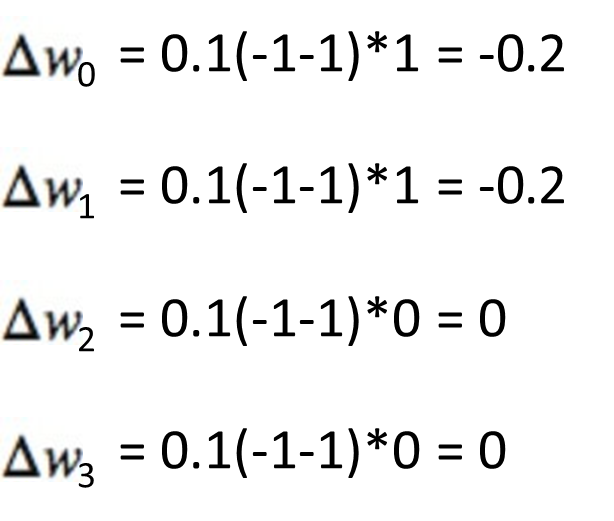 Δw₀ = 0.1(-1-1)*1 = -0.2
Δw₁ = 0.1(-1-1)*1 = -0.2
Δw₂ = 0.1(-1-1)*0 = 0
Δw₃ = 0.1(-1-1)*0 = 0